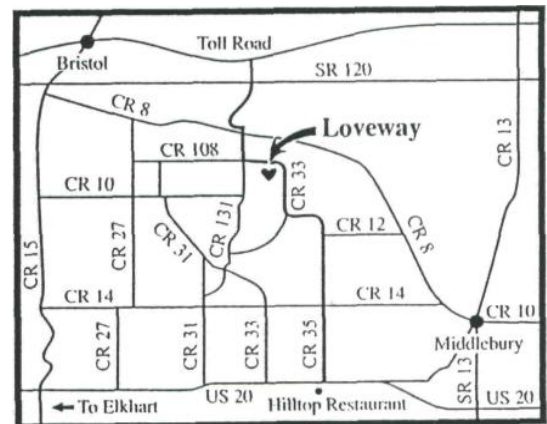 Toll Road
Bristol
SR 120
CR 8
Loveway
CR 13
CR 108
CR 33
CR 10
CR 131
CR 12
CR 8
CR 15
CR 27
CR 31
CR 14
CR 14
CR 10
CR 27
CR 31
CR 33
CR 35
Middlebury
SR 13
US 20
Hilltop Restaurant
US 20
To Elkhart